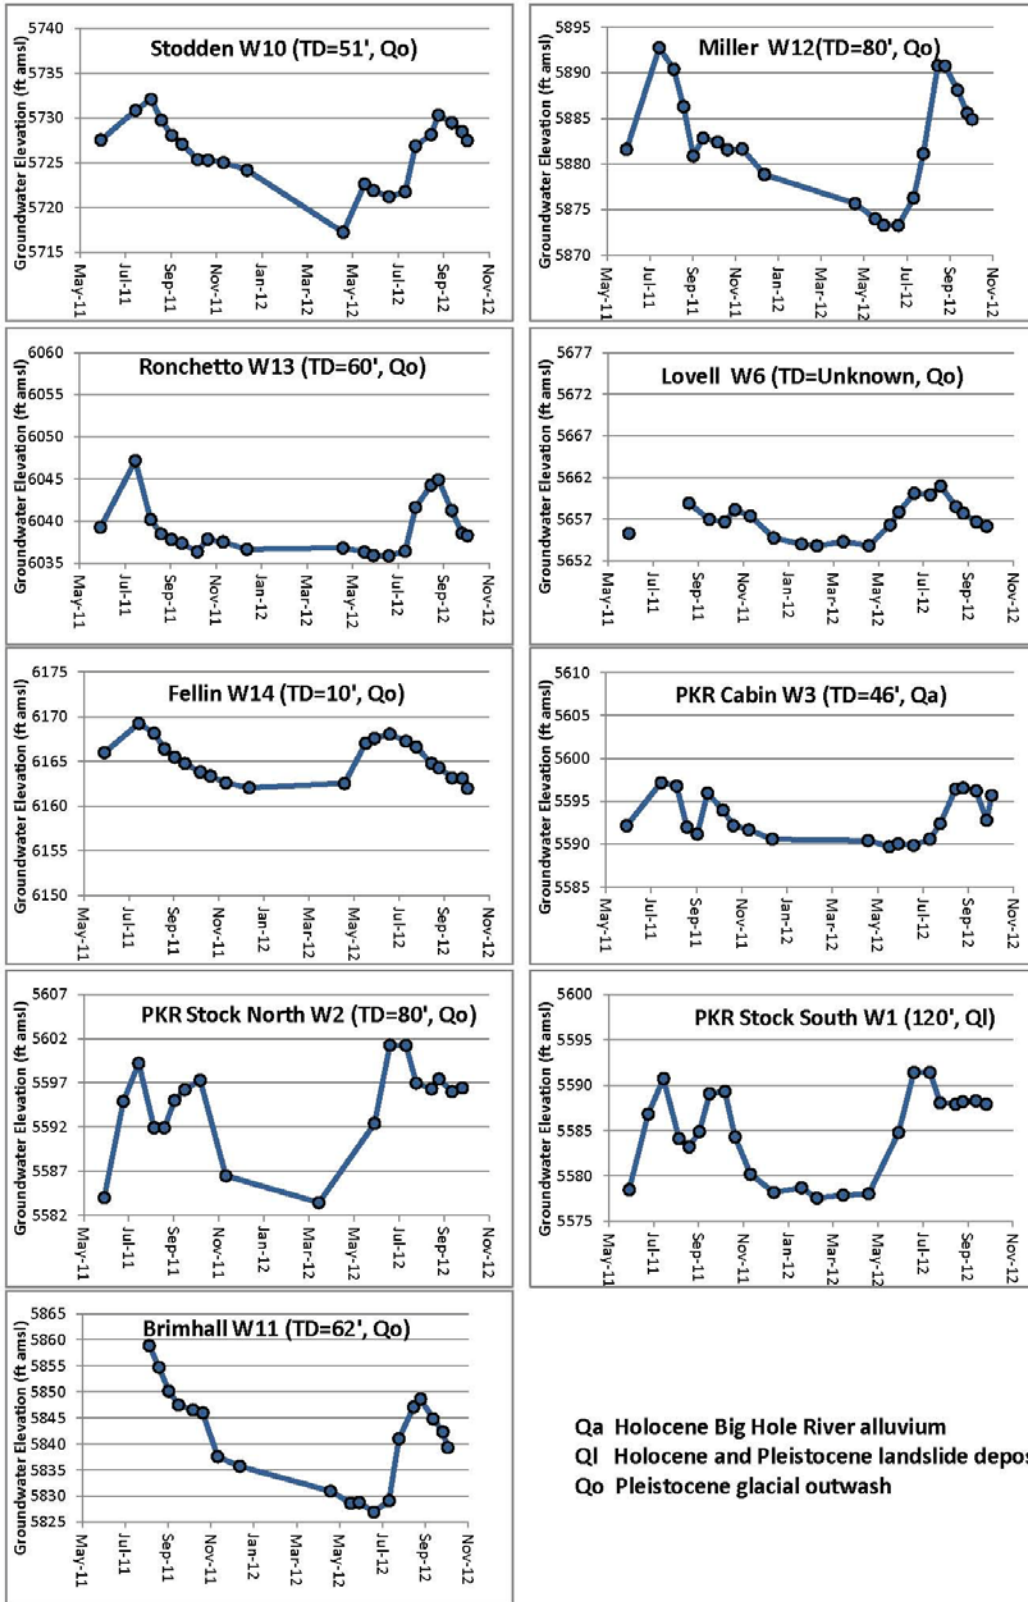 Stodden W10 (TD=51', Qo)
Groundwater Elevation (ft amsl)
5740
5735
5730
5725
5720
5715
May-11
Jul-11
Sep-11
Nov-11
Jan-12
Mar-12
May-12
Jul-12
Sep-12
Nov-12
Miller W12(TD=80', Qo)
Groundwater Elevation (ft amsl)
5895
5890
5885
5880
5875
5870
May-11
Jul-11
Sep-11
Nov-11
Jan-12
Mar-12
May-12
Jul-12
Sep-12
Nov-12
Ronchetto W13 (TD=60', Qo)
Groundwater Elevation (ft amsl)
6060
6055
6050
6045
6040
6035
May-11
Jul-11
Sep-11
Nov-11
Jan-12
Mar-12
May-12
Jul-12
Sep-12
Nov-12
Lovell W6 (TD=Unknown, Qo)
Groundwater Elevation (ft amsl)
5677
5672
5667
5662
5657
5652
May-11
Jul-11
Sep-11
Nov-11
Jan-12
Mar-12
May-12
Jul-12
Sep-12
Nov-12
Fellin W14 (TD=10', Qo)
Groundwater Elevation (ft amsl)
6175
6170
6165
6160
6155
6150
May-11
Jul-11
Sep-11
Nov-11
Jan-12
Mar-12
May-12
Jul-12
Sep-12
Nov-12
PKR Cabin W3 (TD=46', Qa)
Groundwater Elevation (ft amsl)
5610
5605
5600
5595
5590
5585
May-11
Jul-11
Sep-11
Nov-11
Jan-12
Mar-12
May-12
Jul-12
Sep-12
Nov-12
PKR Stock North W2 (TD=80', Qo)
Groundwater Elevation (ft amsl)
5607
5602
5597
5592
5587
5582
May-11
Jul-11
Sep-11
Nov-11
Jan-12
Mar-12
May-12
Jul-12
Sep-12
Nov-12
PKR Stock South W1 (120', Ql)
Groundwater Elevation (ft amsl)
5600
5595
5590
5585
5580
5575
May-11
Jul-11
Sep-11
Nov-11
Jan-12
Mar-12
May-12
Jul-12
Sep-12
Nov-12
Brimhall W11 (TD=62', Qo)
Groundwater Elevation (ft amsl)
5865
5860
5855
5850
5845
5840
5835
5830
5825
May-11
Jul-11
Sep-11
Nov-11
Jan-12
Mar-12
May-12
Jul-12
Sep-12
Nov-12
Qa Holocene Big Hole River alluvium
Ql Holocene and Pleistocene landslide depos
Qo Pleistocene glacial outwash